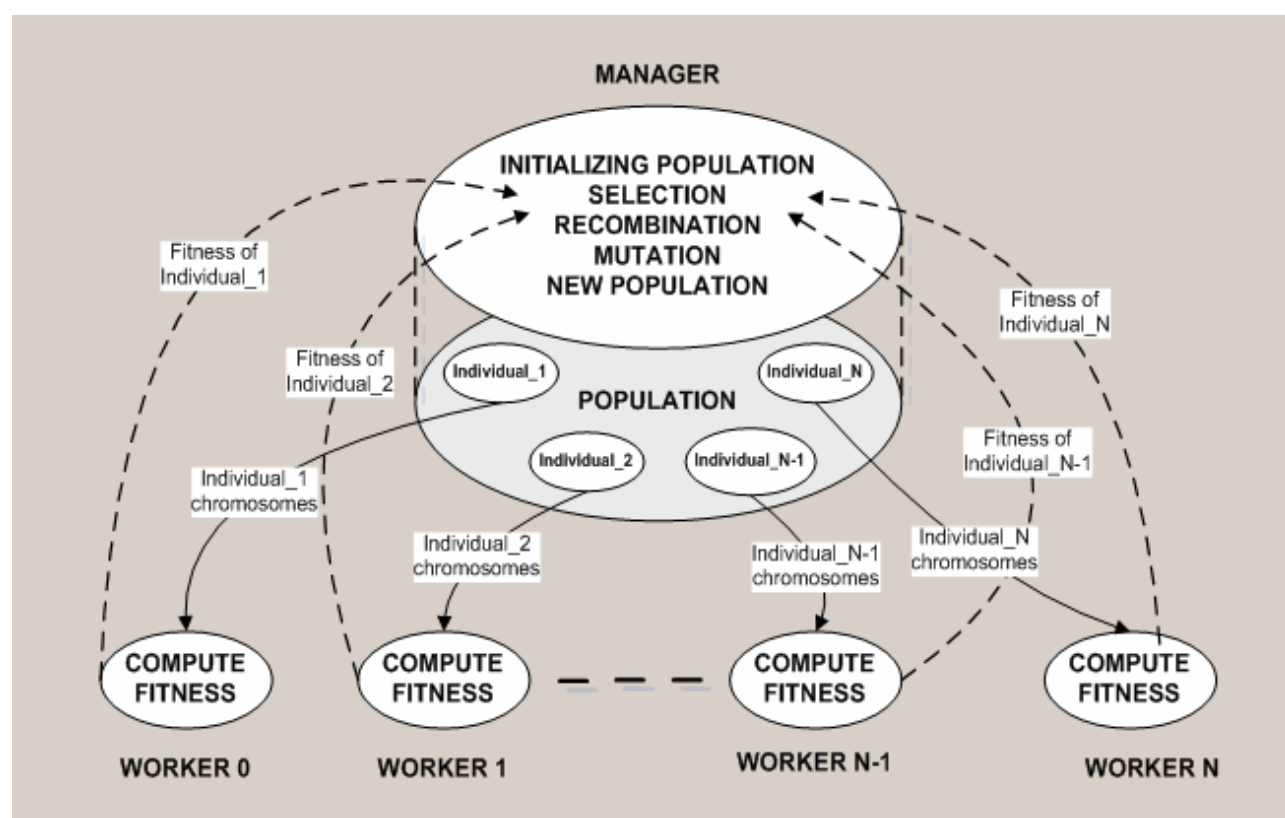 MANAGER
INITIALIZING POPULATION
SELECTION
RECOMBINATION
MUTATION
NEW POPULATION
Fitness of
Individual_1
Fitness of
Individual_2
Fitness of
Individual_N
Fitness of
Individual_N-1
Individual_1
Individual_N
POPULATION
Individual_2
Individual_N-1
Individual_1
chromosomes
Individual_2
chromosomes
Individual_N-1
chromosomes
Individual_N
chromosomes
COMPUTE
FITNESS
COMPUTE
FITNESS
COMPUTE
FITNESS
COMPUTE
FITNESS
WORKER 0
WORKER 1
WORKER N-1
WORKER N